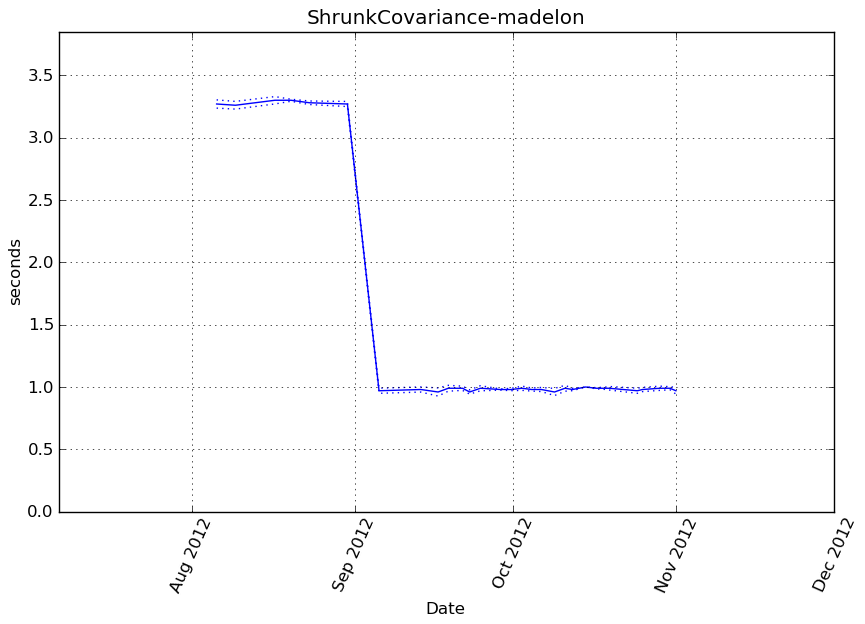 ShrunkCovariance-madelon
3.5
3.0
2.5
2.0
1.5
1.0
0.5
0.0
seconds
Aug 2012
Sep 2012
Oct 2012
Nov 2012
Dec 2012
Date